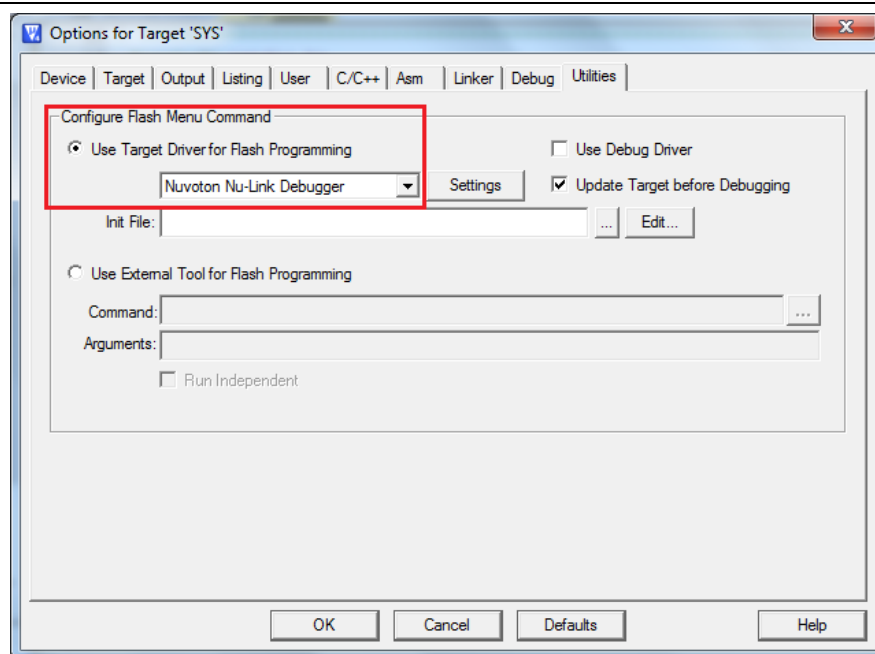 Options for Target 'SYS'
Device Target Output Listing User C/C++ Asm Linker Debug Utilities
Configure Flash Menu Command
Use Target Driver for Flash Programming Use Debug Driver
Nuvoton Nu-Link Debugger Settings Update Target before Debugging
Init File: ... Edit...
Use External Tool for Flash Programming
Command: ...
Arguments:
Run Independent
OK Cancel Defaults Help